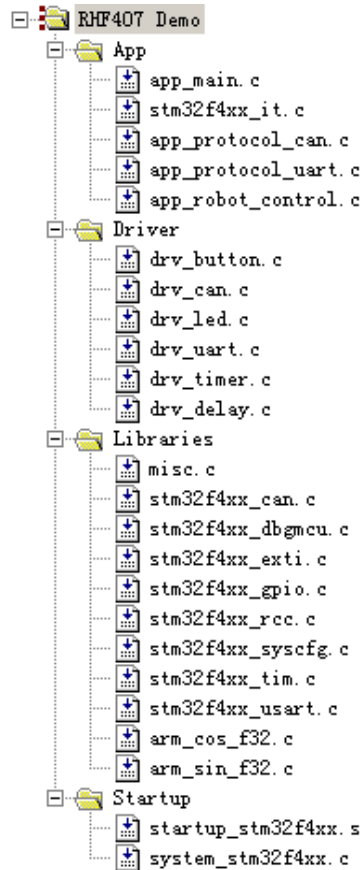 RHF407 Demo
App
app_main.c
stm32f4xx_it.c
app_protocol_can.c
app_protocol_uart.c
app_robot_control.c
Driver
drv_button.c
drv_can.c
drv_led.c
drv_uart.c
drv_timer.c
drv_delay.c
Libraries
misc.c
stm32f4xx_can.c
stm32f4xx_dbgmcu.c
stm32f4xx_exti.c
stm32f4xx_gpio.c
stm32f4xx_rcc.c
stm32f4xx_syscfg.c
stm32f4xx_tim.c
stm32f4xx_usart.c
arm_cos_f32.c
arm_sin_f32.c
Startup
startup_stm32f4xx.s
system_stm32f4xx.c